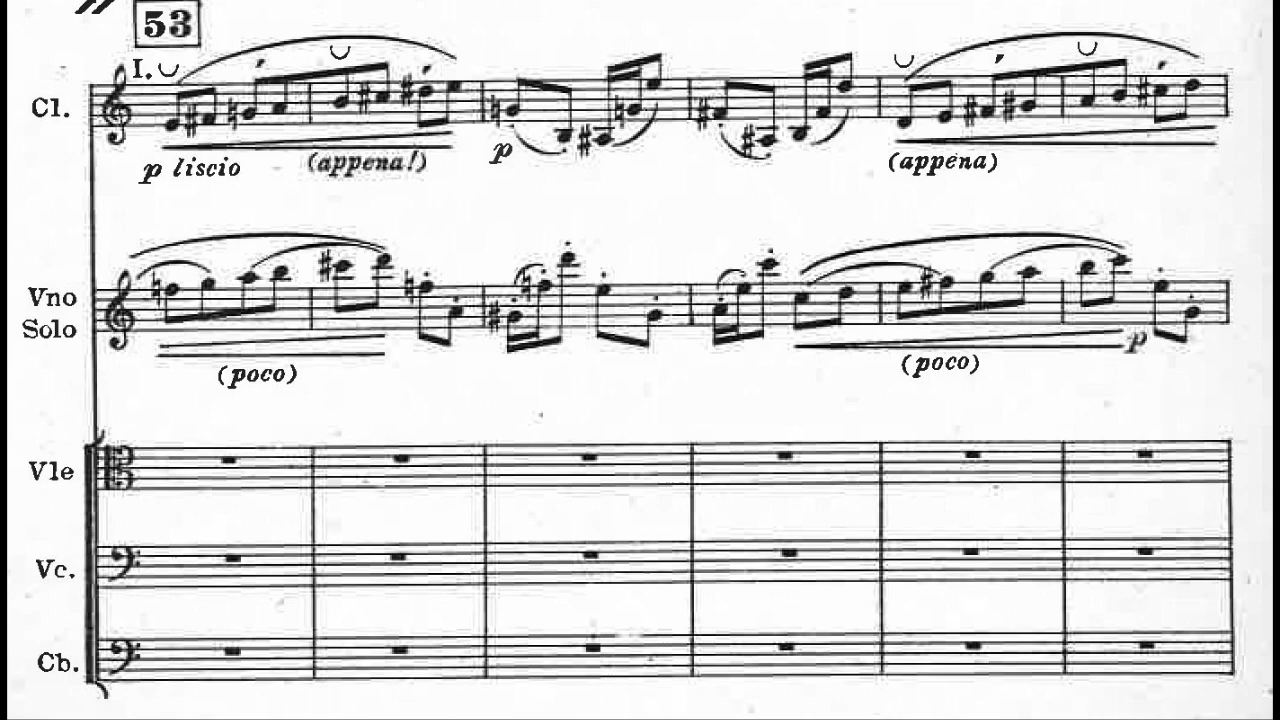 53
I.
Cl.
p liscio (appena!) p (appena)
Vno
Solo
(poco) (poco) p
Vle
Vc.
Cb.